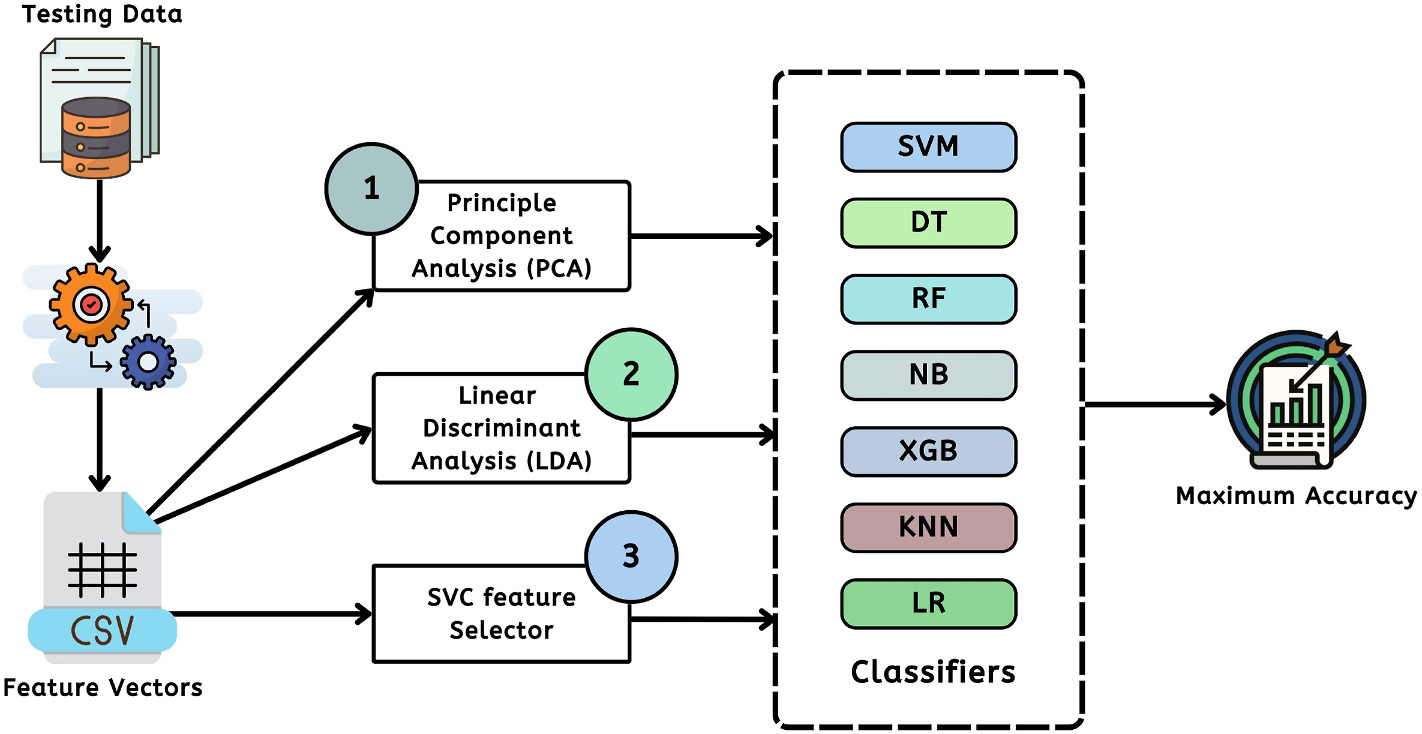 Testing Data
1
Principle
Component
Analysis (PCA)
2
Linear
Discriminant
Analysis (LDA)
3
SVC feature
Selector
CSV
Feature Vectors
SVM
DT
RF
NB
XGB
KNN
LR
Classifiers
Maximum Accuracy